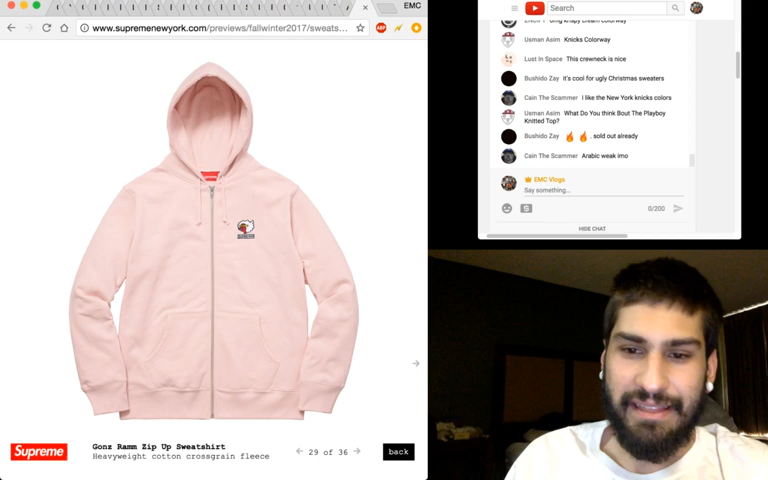 EMC
www.supremenewyork.com/previews/fallwinter2017/sweats...
ABP
Supreme
Gonz Ramm Zip Up Sweatshirt
Heavyweight cotton crossgrain fleece
29 of 36
back
Search
Usman Asim Knicks Colorway
Lust In Space This crewneck is nice
Bushido Zay it's cool for ugly Christmas sweaters
Cain The Scammer I like the New York knicks colors
Usman Asim What Do You think Bout The Playboy
Knitted Top?
Bushido Zay 🔥 🔥 . sold out already
Cain The Scammer Arabic weak imo
EMC Vlogs
Say something...
0/200
HIDE CHAT